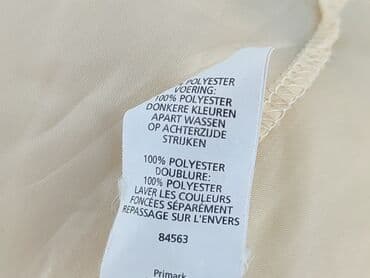 POLYESTER
VOERING:
100% POLYESTER
DONKERE KLEUREN
APART WASSEN
OP ACHTERZIJDE
STRIJKEN
100% POLYESTER
DOUBLURE:
100% POLYESTER
LAVER LES COULEURS
FONCÉES SÉPARÉMENT
REPASSAGE SUR L'ENVERS
84563
Primark